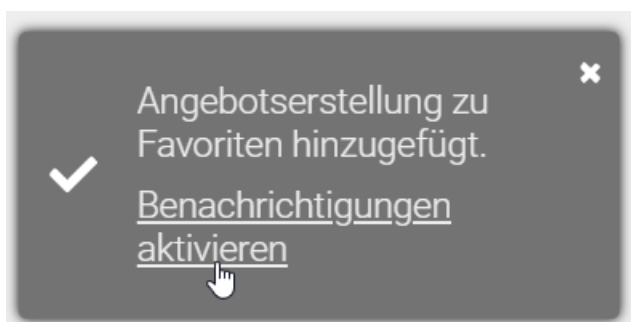 Angebotserstellung zu
Favoriten hinzugefügt.
Benachrichtigungen
aktivieren